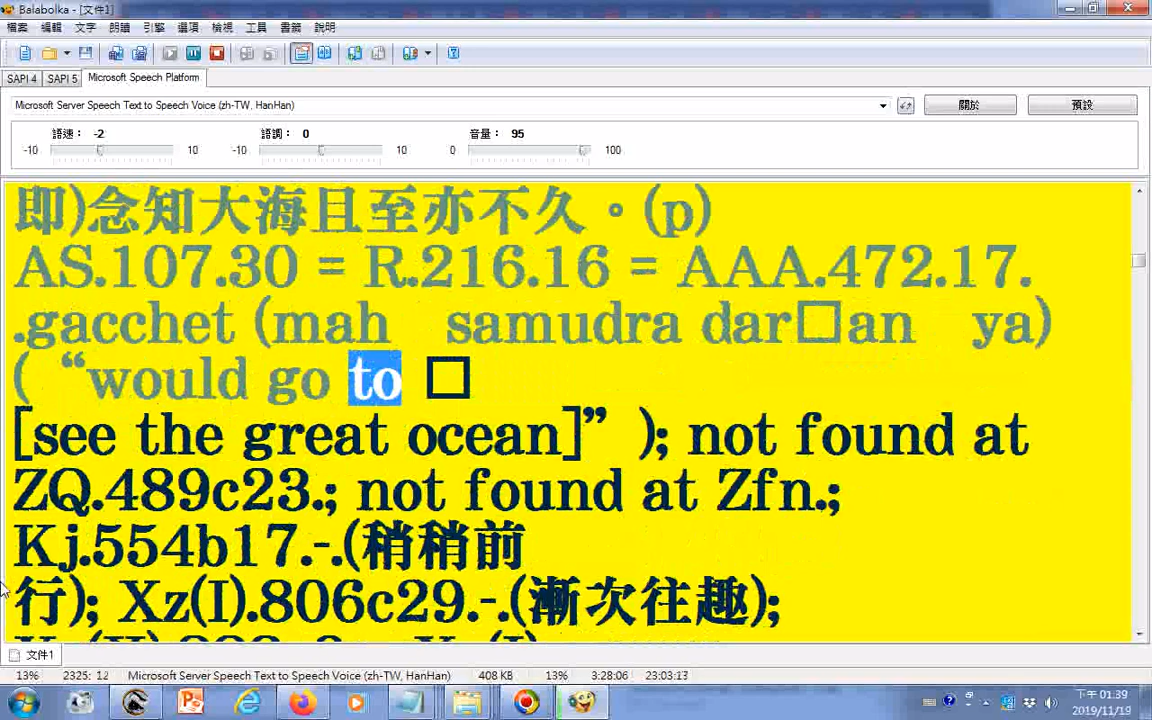 Balabolka - [文件1]
檔案 編輯 文字 朗讀 引擎 選項 檢視 工具 書籤 說明
SAPI 4 SAPI 5 Microsoft Speech Platform
Microsoft Server Speech Text to Speech Voice (zh-TW, HanHan) 關於 預設
語速： -2 語調： 0 音量： 95
-10 10 -10 10 0 100
即)念知大海且至亦不久。(p)
AS.107.30 = R.216.16 = AAA.472.17.
.gacchet (mah samudra dar□an ya)
( “would go to □
[see the great ocean]” ); not found at
ZQ.489c23.; not found at Zfn.;
Kj.554b17.-.(稍稍前
行); Xz(I).806c29.-.(漸次往趣);
文件1
13% 2325: 12 Microsoft Server Speech Text to Speech Voice (zh-TW, HanHan) 408 KB 13% 3:28:06 23:03:17
下午 01:39
2019/11/19